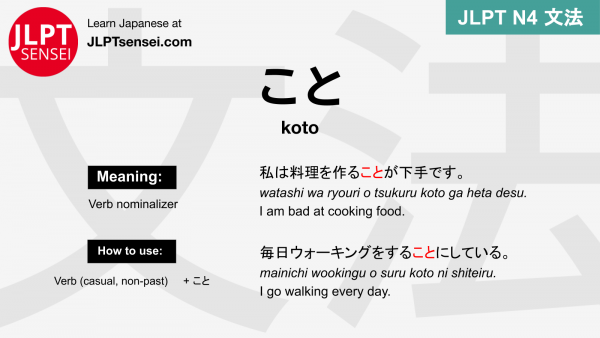 JLPT
SENSEI
Learn Japanese at
JLPTsensei.com
JLPT N4 文法
文法
こと
koto
Meaning:
Verb nominalizer
How to use:
Verb (casual, non-past) + こと
私は料理を作ることが下手です。
watashi wa ryouri o tsukuru koto ga heta desu.
I am bad at cooking food.
毎日ウォーキングをすることにしている。
mainichi wookingu o suru koto ni shiteiru.
I go walking every day.